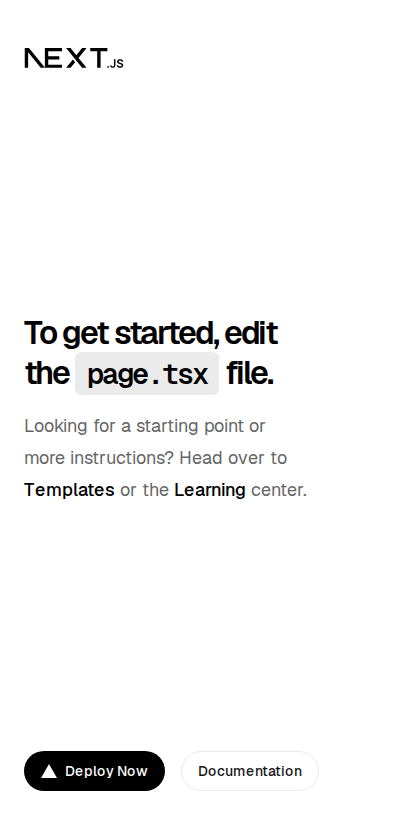 NEXT.JS
To get started, edit
the page.tsx file.
Looking for a starting point or
more instructions? Head over to
Templates or the Learning center.
Deploy Now
Documentation